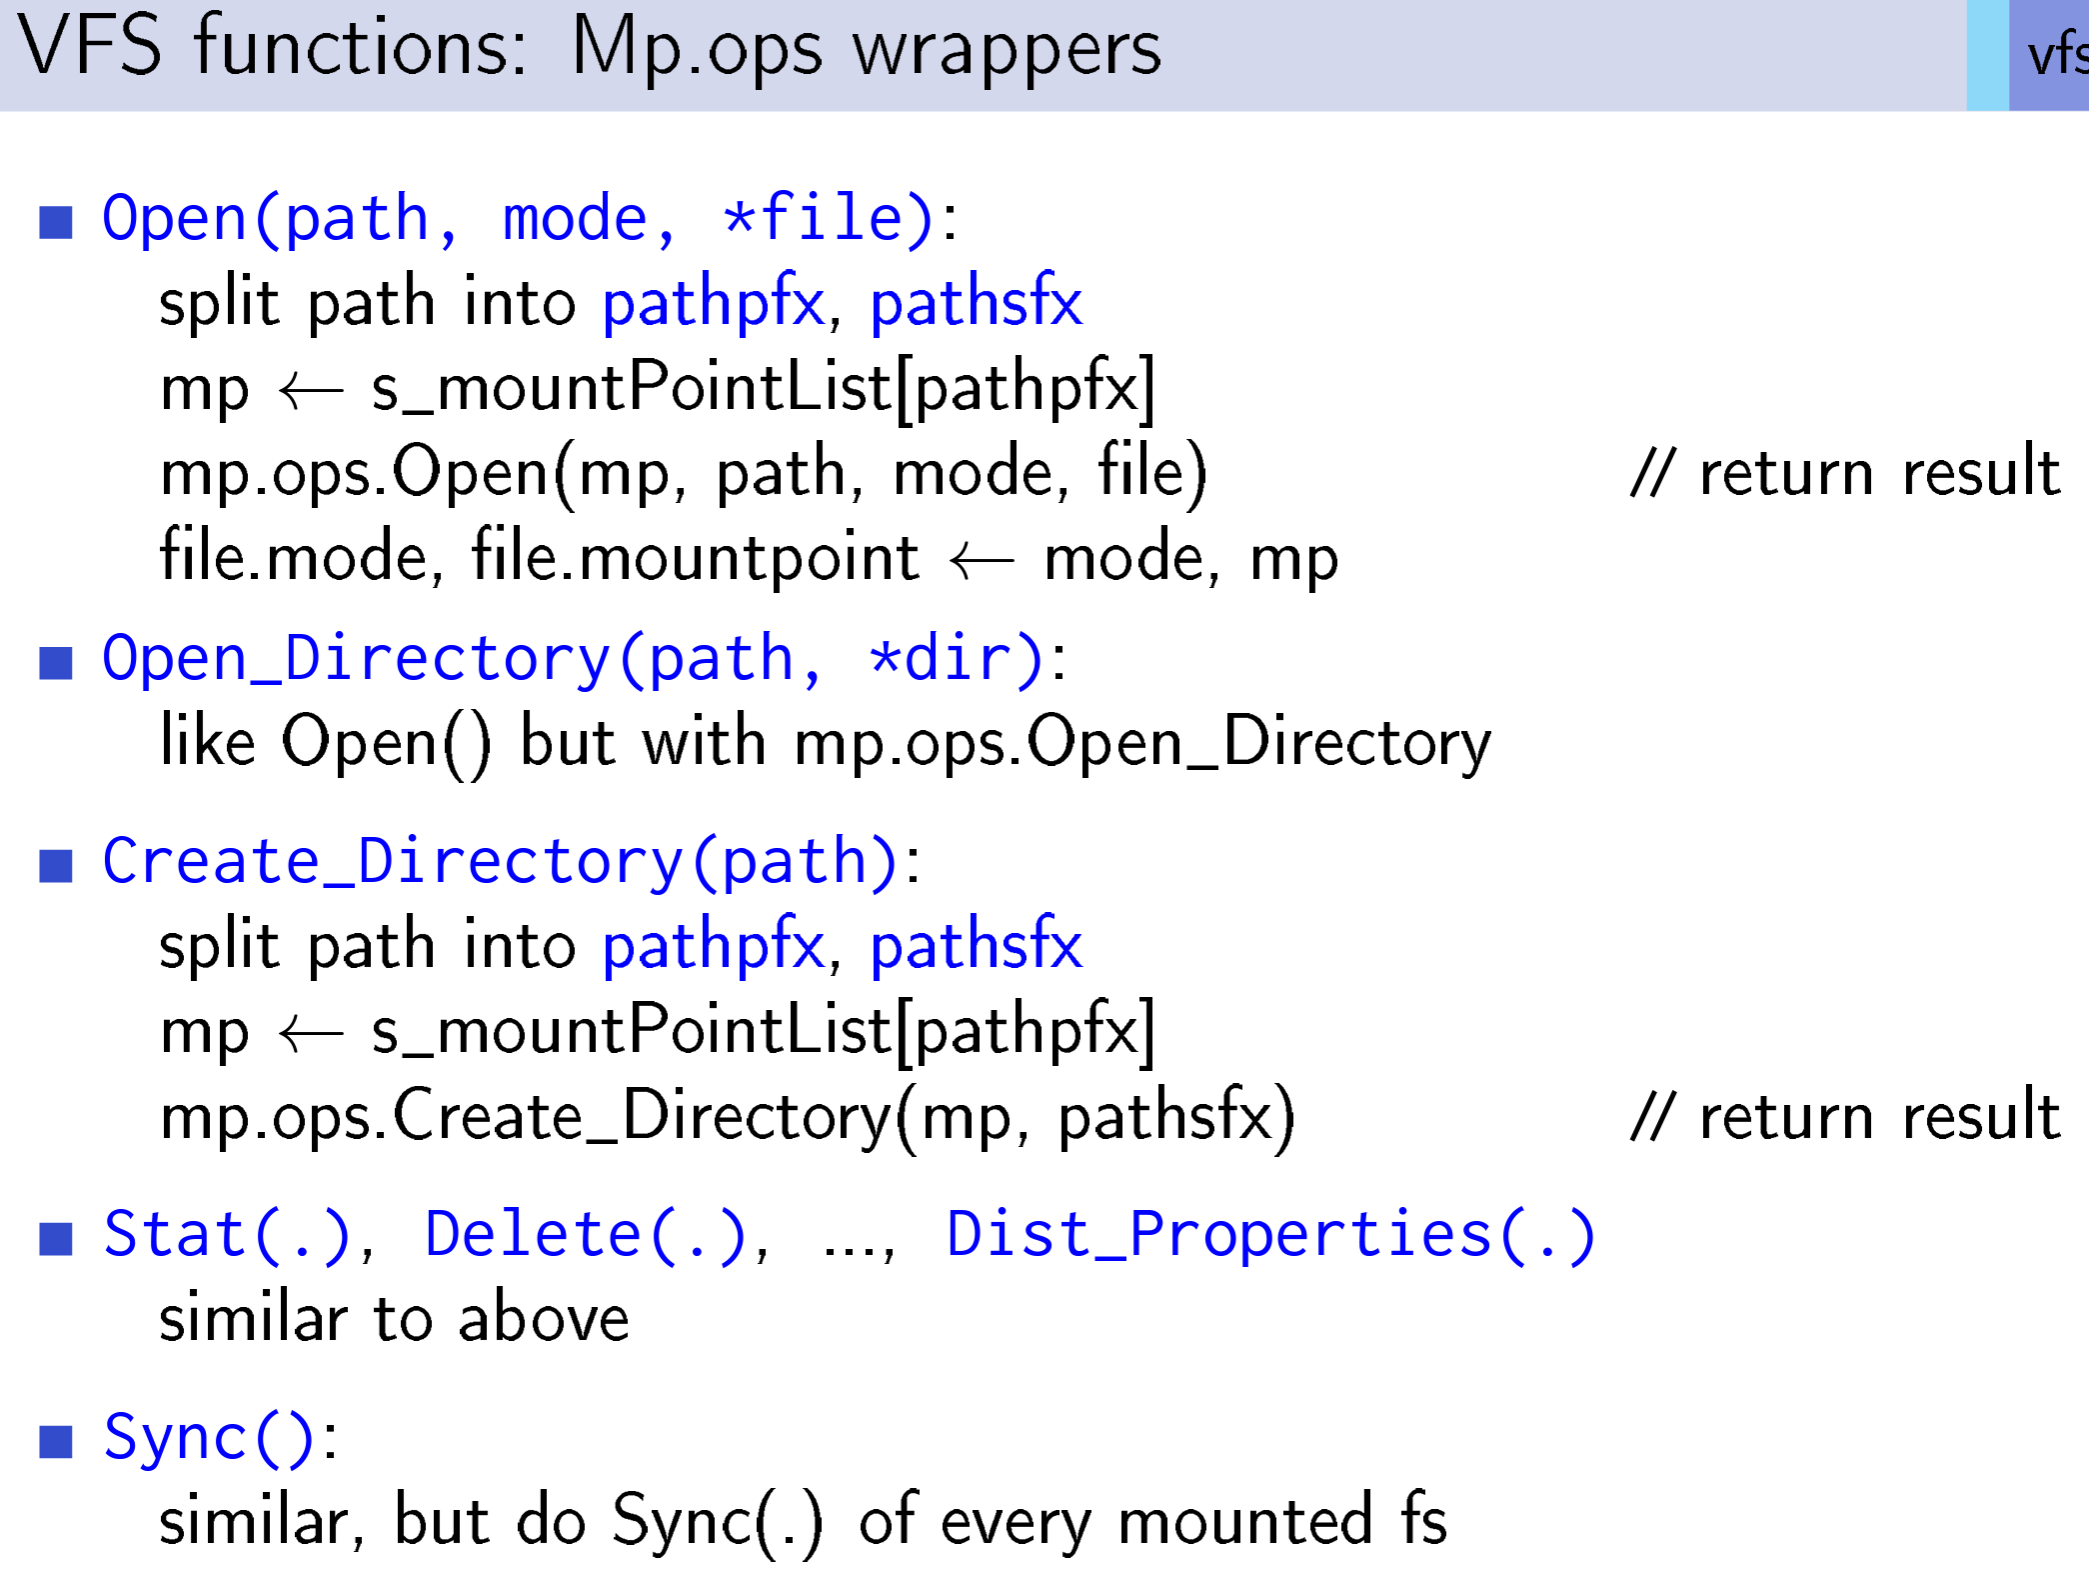 VFS functions: Mp.ops wrappers
vfs
Open(path, mode, *file):
split path into pathpfx, pathsfx
mp ← s_mountPointList[pathpfx]
mp.ops.Open(mp, path, mode, file) // return result
file.mode, file.mountpoint ← mode, mp
Open_Directory(path, *dir):
like Open() but with mp.ops.Open_Directory
Create_Directory(path):
split path into pathpfx, pathsfx
mp ← s_mountPointList[pathpfx]
mp.ops.Create_Directory(mp, pathsfx) // return result
Stat(.), Delete(.), ..., Dist_Properties(.)
similar to above
Sync():
similar, but do Sync(.) of every mounted fs